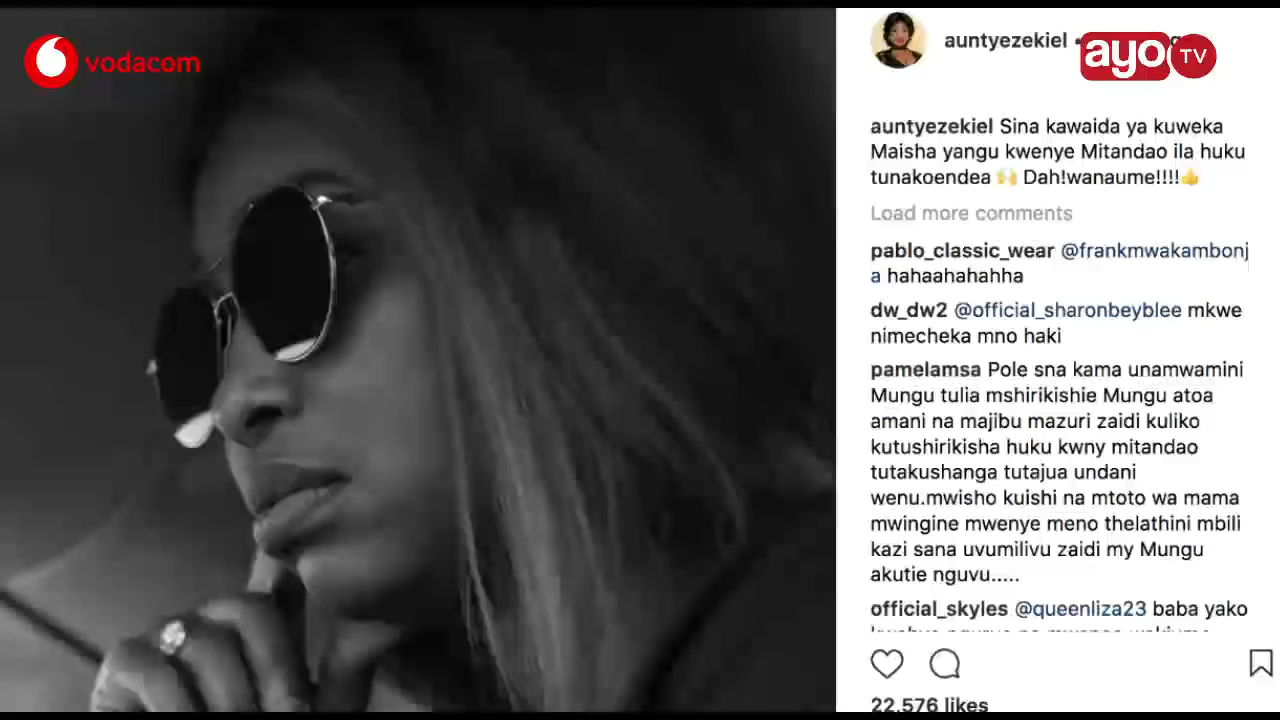 vodacom
auntyezekiel •
ayo TV
auntyezekiel Sina kawaida ya kuweka
Maisha yangu kwenye Mitandao ila huku
tunakoendea 🙌 Dah!wanaume!!!!👍
Load more comments
pablo_classic_wear @frankmwakambonj
a hahaahahahha
dw_dw2 @official_sharonbeyblee mkwe
nimecheka mno haki
pamelamsa Pole sna kama unamwamini
Mungu tulia mshirikishie Mungu atoa
amani na majibu mazuri zaidi kuliko
kutushirikisha huku kwny mitandao
tutakushanga tutajua undani
wenu.mwisho kuishi na mtoto wa mama
mwingine mwenye meno thelathini mbili
kazi sana uvumilivu zaidi my Mungu
akutie nguvu.....
official_skyles @queenliza23 baba yako
22,576 likes